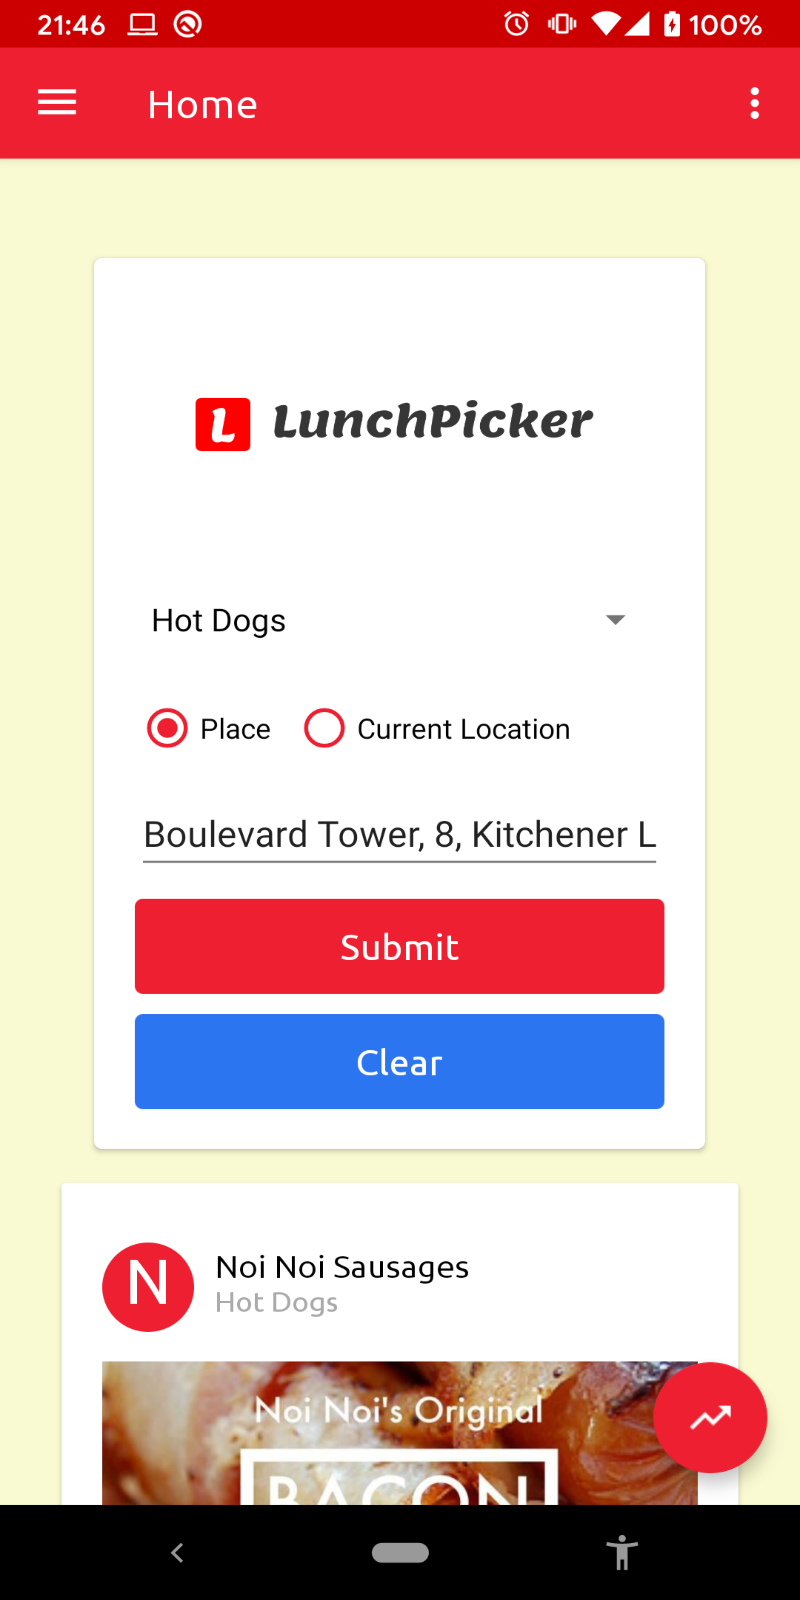 21:46
100%
Home
L LunchPicker
Hot Dogs
Place
Current Location
Boulevard Tower, 8, Kitchener L
Submit
Clear
N
Noi Noi Sausages
Hot Dogs
Noi Noi's Original
BACON